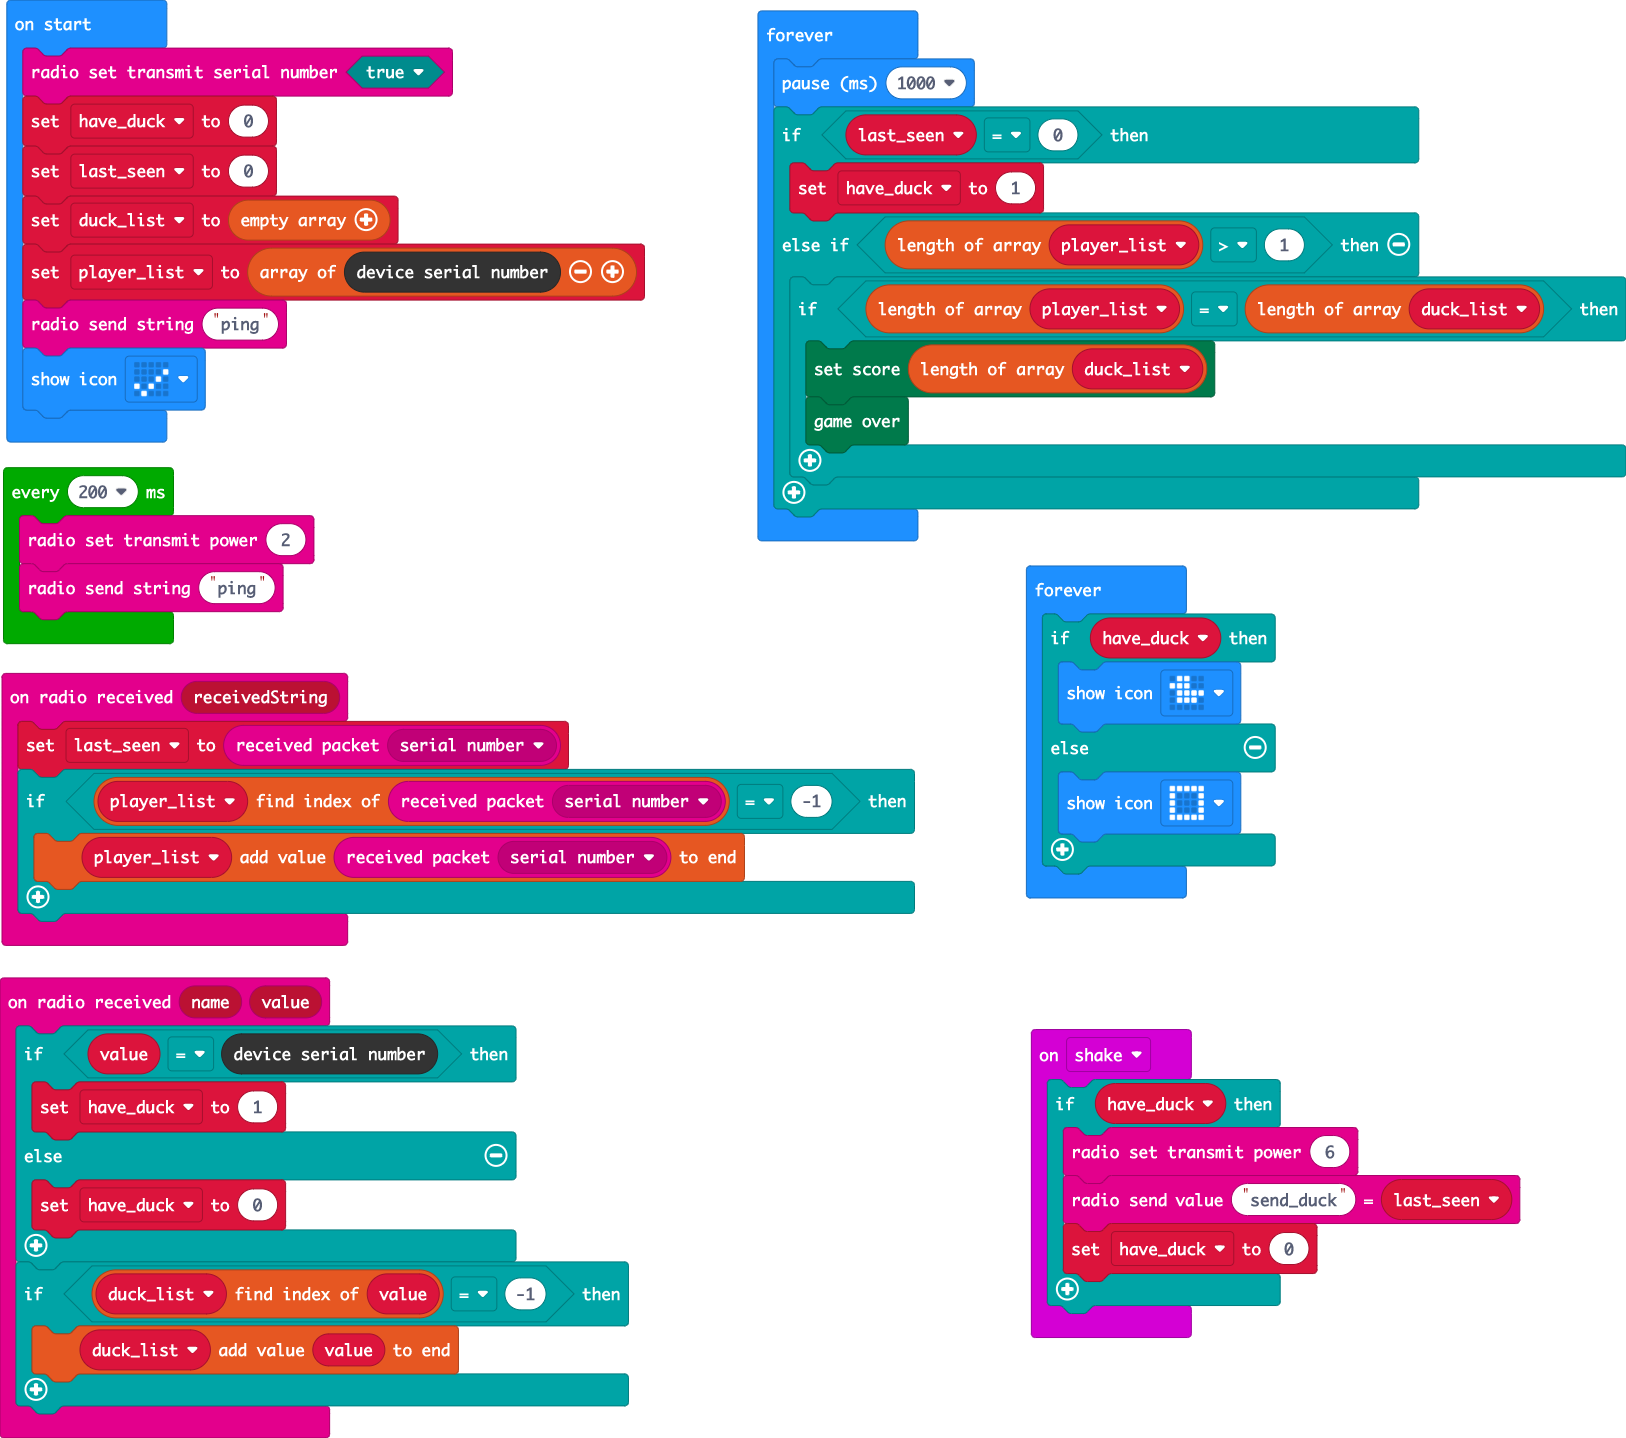 on start
radio set transmit serial number true
set have_duck to 0
set last_seen to 0
set duck_list to empty array
set player_list to array of device serial number
radio send string "ping"
show icon
every 200 ms
radio set transmit power 2
radio send string "ping"
on radio received receivedString
set last_seen to received packet serial number
if player_list find index of received packet serial number = -1 then
player_list add value received packet serial number to end
on radio received name value
if value = device serial number then
set have_duck to 1
else
set have_duck to 0
if duck_list find index of value = -1 then
duck_list add value value to end
forever
pause (ms) 1000
if last_seen = 0 then
set have_duck to 1
else if length of array player_list > 1 then
if length of array player_list = length of array duck_list then
set score length of array duck_list
game over
forever
if have_duck then
show icon
else
show icon
on shake
if have_duck then
radio set transmit power 6
radio send value "send_duck" = last_seen
set have_duck to 0